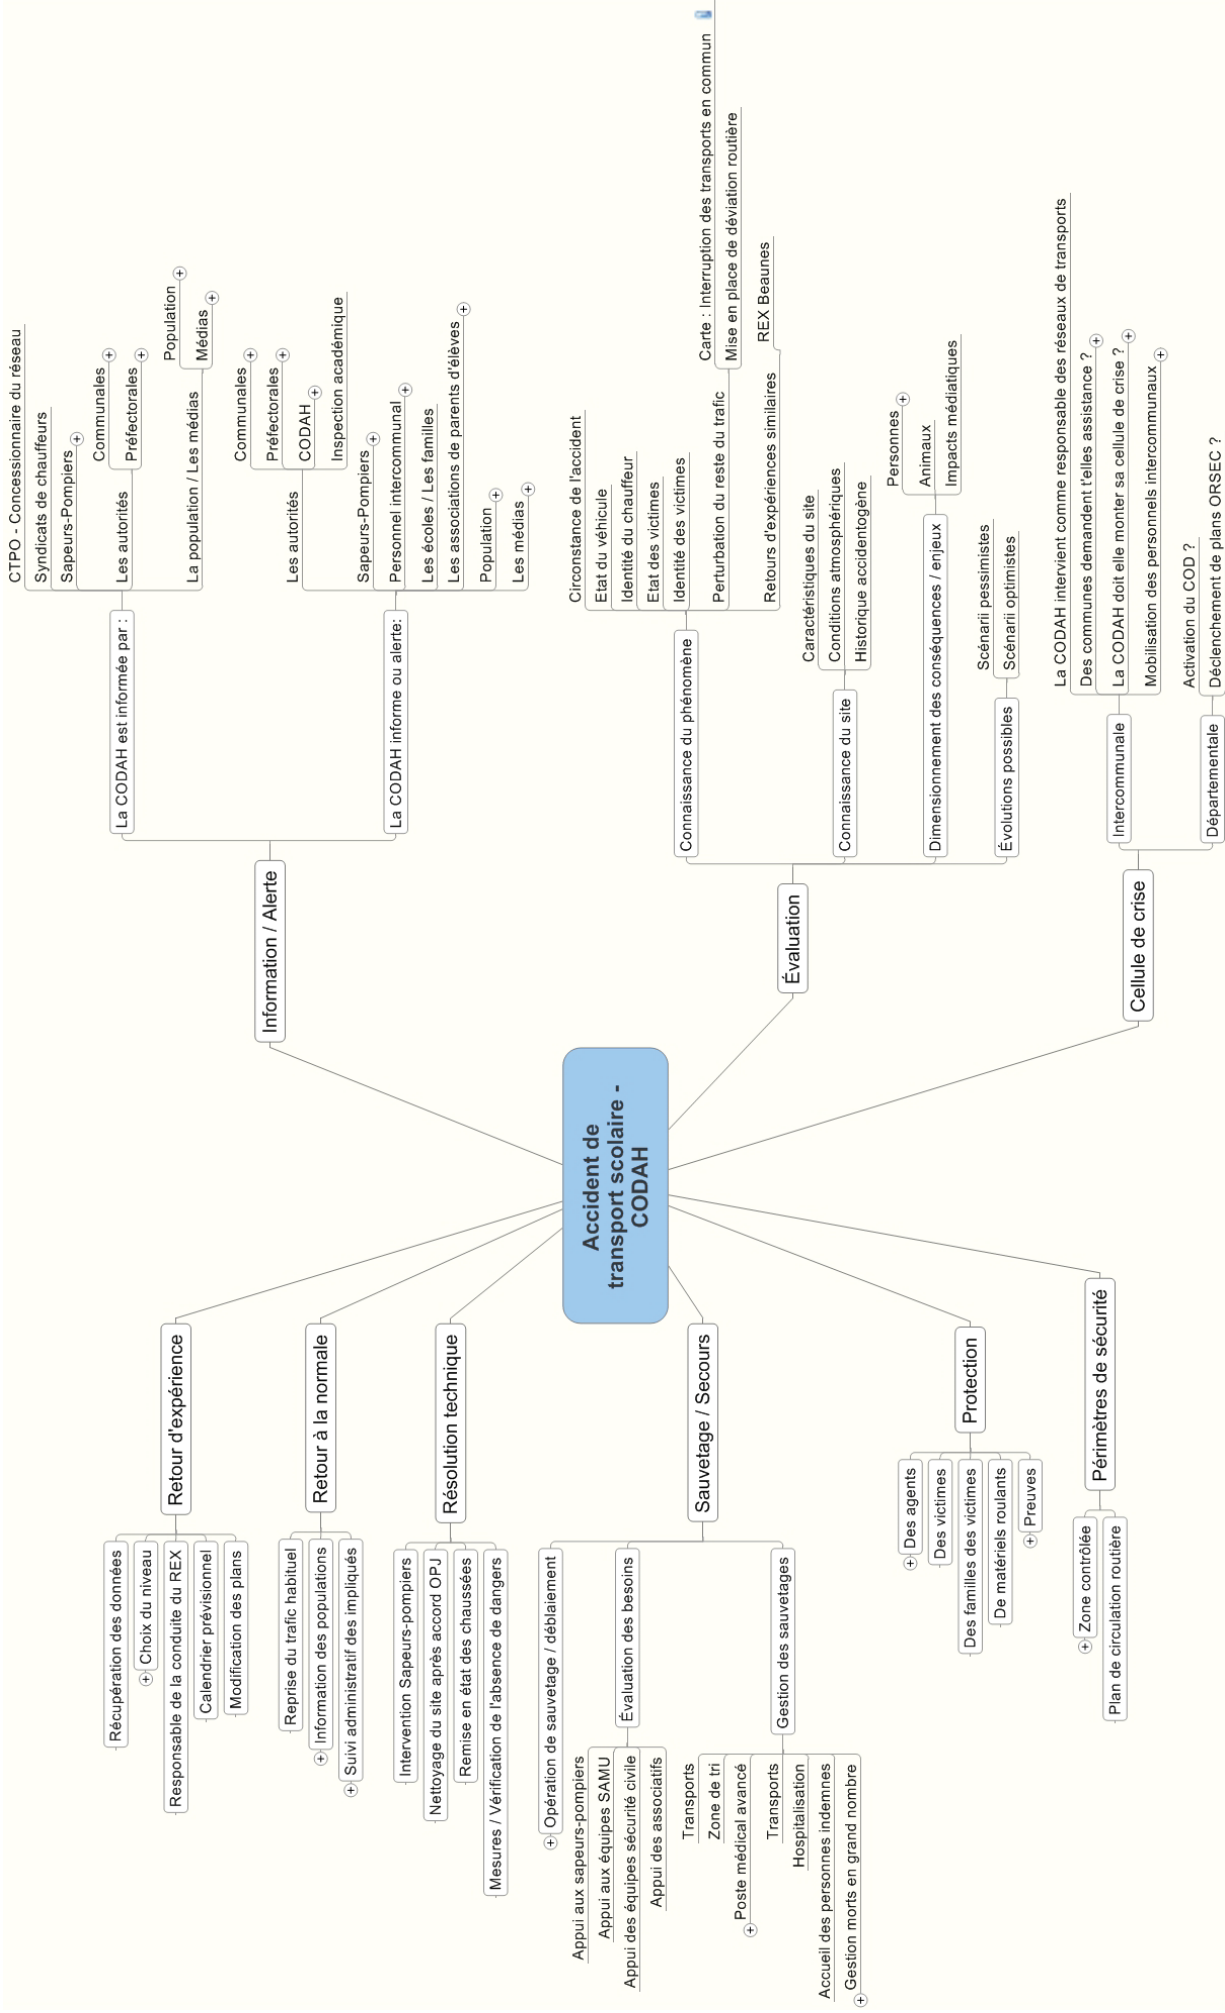 Accident de
transport scolaire -
CODAH
Information / Alerte
La CODAH est informée par :
CTPO - Concessionnaire du réseau
Syndicats de chauffeurs
Sapeurs-Pompiers
Les autorités
Communales
Préfectorales
La population / Les médias
Population
Médias
La CODAH informe ou alerte:
Les autorités
Communales
Préfectorales
CODAH
Inspection académique
Sapeurs-Pompiers
Personnel intercommunal
Les écoles / Les familles
Les associations de parents d'élèves
Population
Les médias
Évaluation
Connaissance du phénomène
Circonstance de l'accident
Etat du véhicule
Identité du chauffeur
Etat des victimes
Identité des victimes
Perturbation du reste du trafic
Carte : Interruption des transports en commun
Mise en place de déviation routière
Retours d'expériences similaires
REX Beaunes
Connaissance du site
Caractéristiques du site
Conditions atmosphériques
Historique accidentogène
Dimensionnement des conséquences / enjeux
Personnes
Animaux
Impacts médiatiques
Évolutions possibles
Scénarii pessimistes
Scénarii optimistes
Cellule de crise
Intercommunale
La CODAH intervient comme responsable des réseaux de transports
Des communes demandent t'elles assistance ?
La CODAH doit elle monter sa cellule de crise ?
Mobilisation des personnels intercommunaux
Départementale
Activation du COD ?
Déclenchement de plans ORSEC ?
Retour d'expérience
Récupération des données
Choix du niveau
Responsable de la conduite du REX
Calendrier prévisionnel
Modification des plans
Retour à la normale
Reprise du trafic habituel
Information des populations
Suivi administratif des impliqués
Résolution technique
Intervention Sapeurs-pompiers
Nettoyage du site après accord OPJ
Remise en état des chaussées
Mesures / Vérification de l'absence de dangers
Sauvetage / Secours
Opération de sauvetage / déblaiement
Évaluation des besoins
Appui aux sapeurs-pompiers
Appui aux équipes SAMU
Appui des équipes sécurité civile
Appui des associatifs
Gestion des sauvetages
Transports
Zone de tri
Poste médical avancé
Transports
Hospitalisation
Accueil des personnes indemnes
Gestion morts en grand nombre
Protection
Des agents
Des victimes
Des familles des victimes
De matériels roulants
Preuves
Périmètres de sécurité
Zone contrôlée
Plan de circulation routière